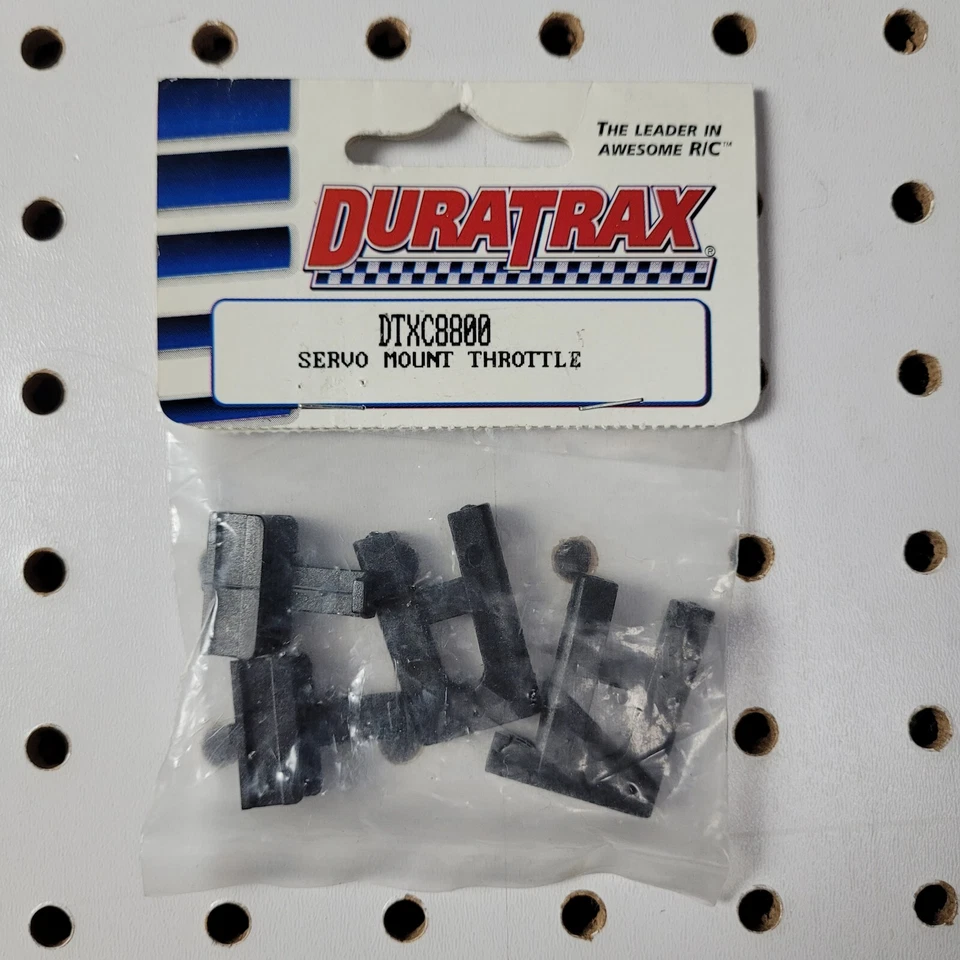 THE LEADER IN
AWESOME R/C™
DURATRAX®
DTXC8800
SERVO MOUNT THROTTLE